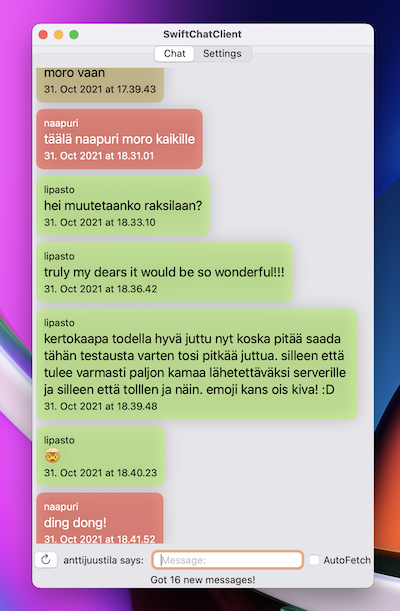 SwiftChatClient
Chat Settings
moro vaan
31. Oct 2021 at 17.39.43
naapuri
täälä naapuri moro kaikille
31. Oct 2021 at 18.31.01
lipasto
hei muutetaanko raksilaan?
31. Oct 2021 at 18.33.10
lipasto
truly my dears it would be so wonderful!!!
31. Oct 2021 at 18.36.42
lipasto
kertokaapa todella hyvä juttu nyt koska pitää saada
tähän testausta varten tosi pitkää juttua. silleen että
tulee varmasti paljon kamaa lähetettäväksi serverille
ja silleen että tolllen ja näin. emoji kans ois kiva! :D
31. Oct 2021 at 18.39.48
lipasto
🤯
31. Oct 2021 at 18.40.23
naapuri
ding dong!
31. Oct 2021 at 18.41.52
anttijuustila says: Message: AutoFetch
Got 16 new messages!